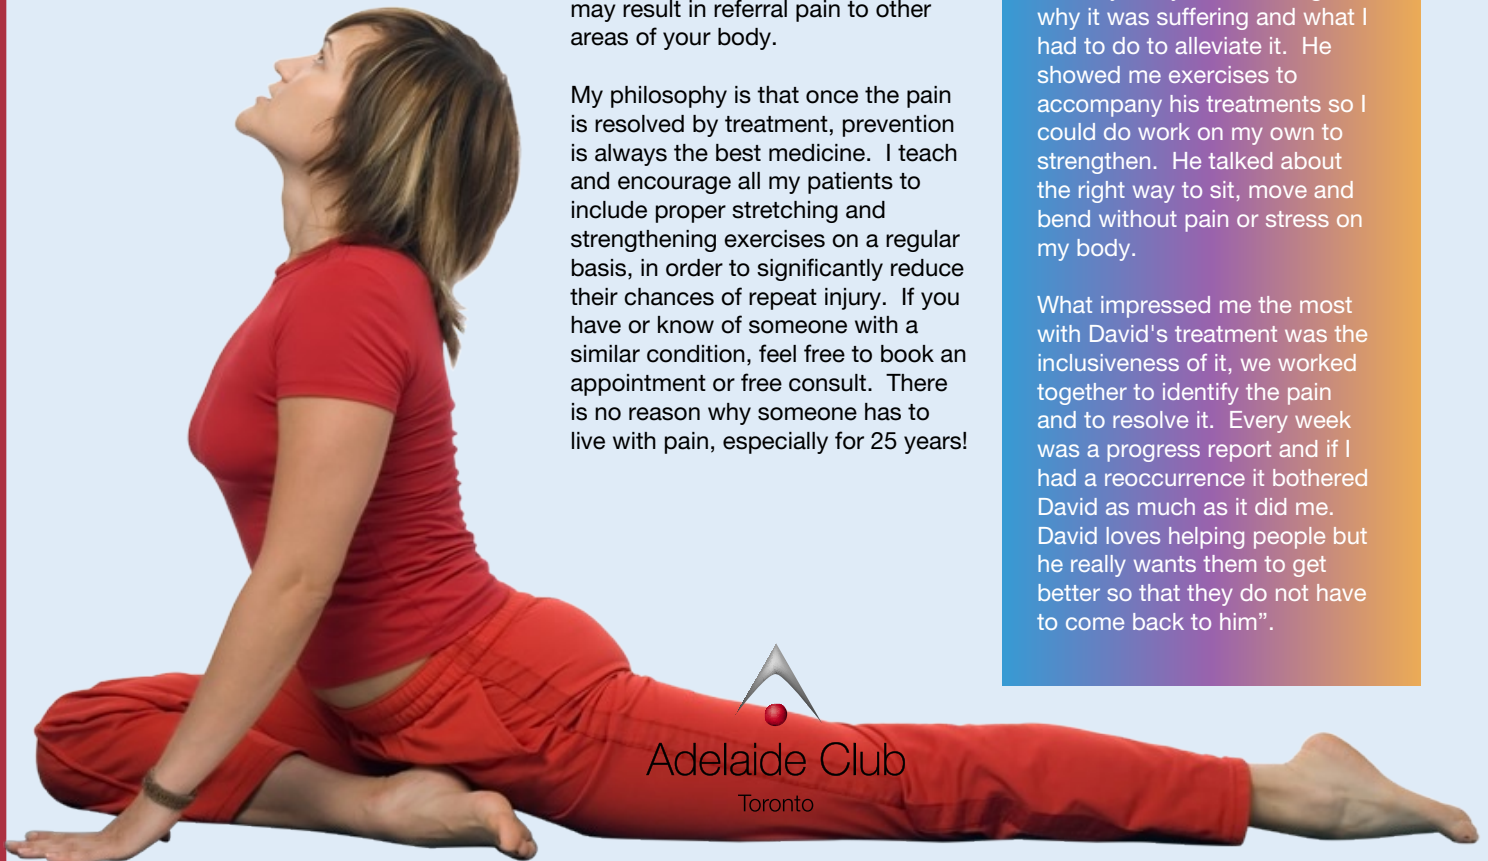 may result in referral pain to other
areas of your body.
My philosophy is that once the pain
is resolved by treatment, prevention
is always the best medicine.  I teach
and encourage all my patients to
include proper stretching and
strengthening exercises on a regular
basis, in order to significantly reduce
their chances of repeat injury.  If you
have or know of someone with a
similar condition, feel free to book an
appointment or free consult.  There
is no reason why someone has to
live with pain, especially for 25 years!
why it was suffering and what I
had to do to alleviate it.  He
showed me exercises to
accompany his treatments so I
could do work on my own to
strengthen.  He talked about
the right way to sit, move and
bend without pain or stress on
my body.
What impressed me the most
with David's treatment was the
inclusiveness of it, we worked
together to identify the pain
and to resolve it.  Every week
was a progress report and if I
had a reoccurrence it bothered
David as much as it did me.
David loves helping people but
he really wants them to get
better so that they do not have
to come back to him”.
Adelaide Club
Toronto